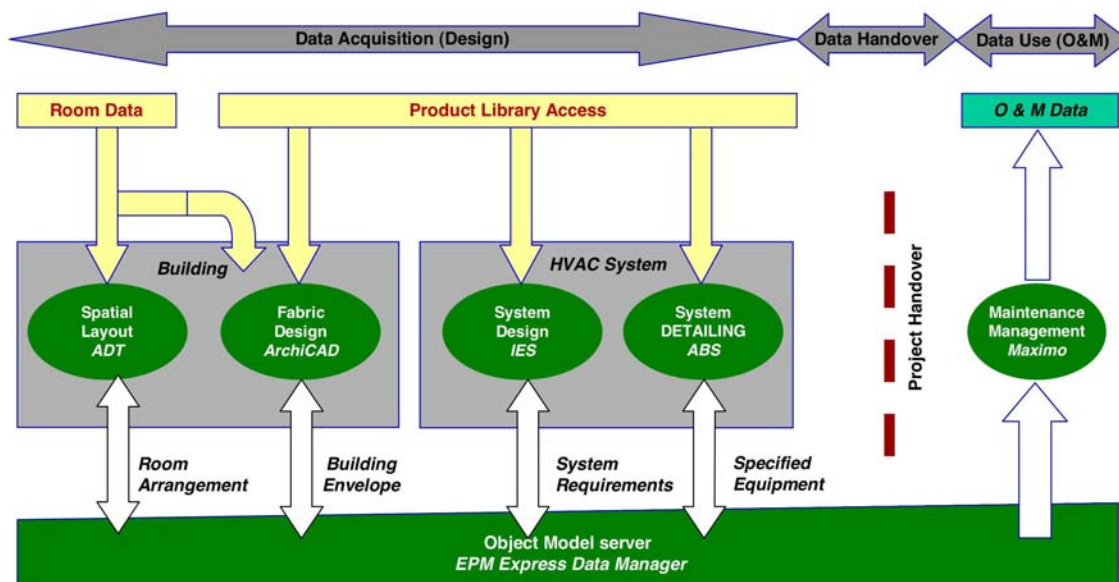 Data Acquisition (Design)
Data Handover
Data Use (O&M)
Room Data
Product Library Access
O & M Data
Building
HVAC System
Spatial
Layout
ADT
Fabric
Design
ArchiCAD
System
Design
IES
System
DETAILING
ABS
Project Handover
Maintenance
Management
Maximo
Room
Arrangement
Building
Envelope
System
Requirements
Specified
Equipment
Object Model server
EPM Express Data Manager